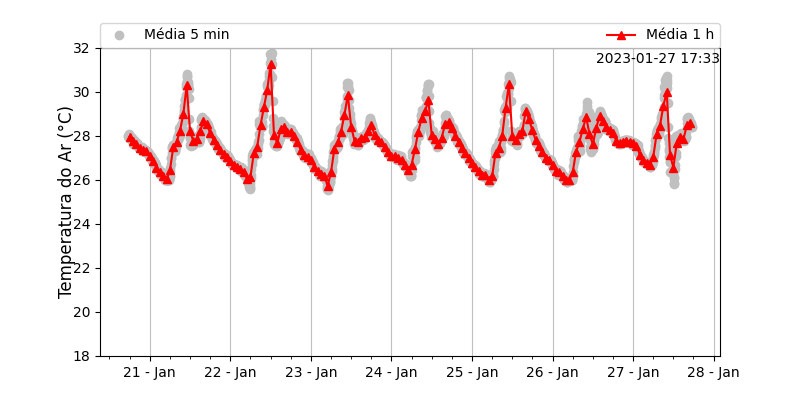 Média 5 min
Média 1 h
2023-01-27 17:33
Temperatura do Ar (°C)
32
30
28
26
24
22
20
18
21 - Jan
22 - Jan
23 - Jan
24 - Jan
25 - Jan
26 - Jan
27 - Jan
28 - Jan